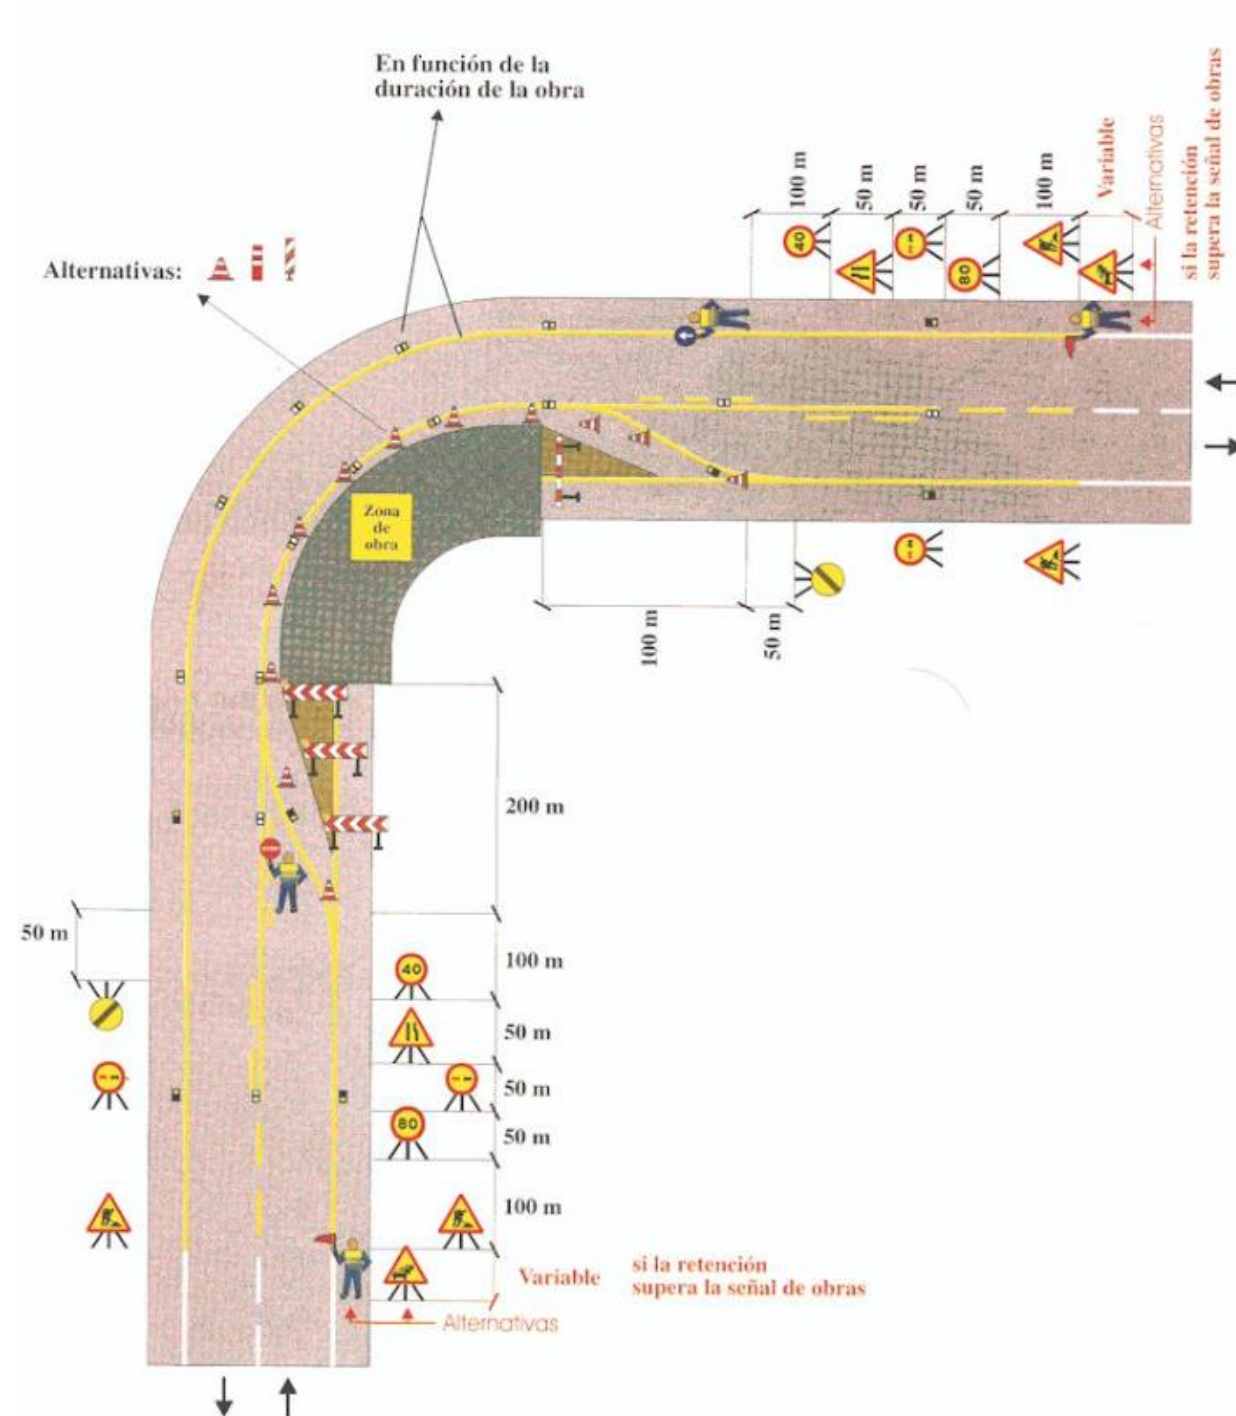 En función de la
duración de la obra
Alternativas:
100 m
50 m
50 m
50 m
100 m
Variable
Alternativas
si la retención
supera la señal de obras
40
80
Zona
de
obra
100 m
50 m
200 m
STOP
50 m
100 m
40
50 m
50 m
80
50 m
100 m
Variable
si la retención
supera la señal de obras
Alternativas